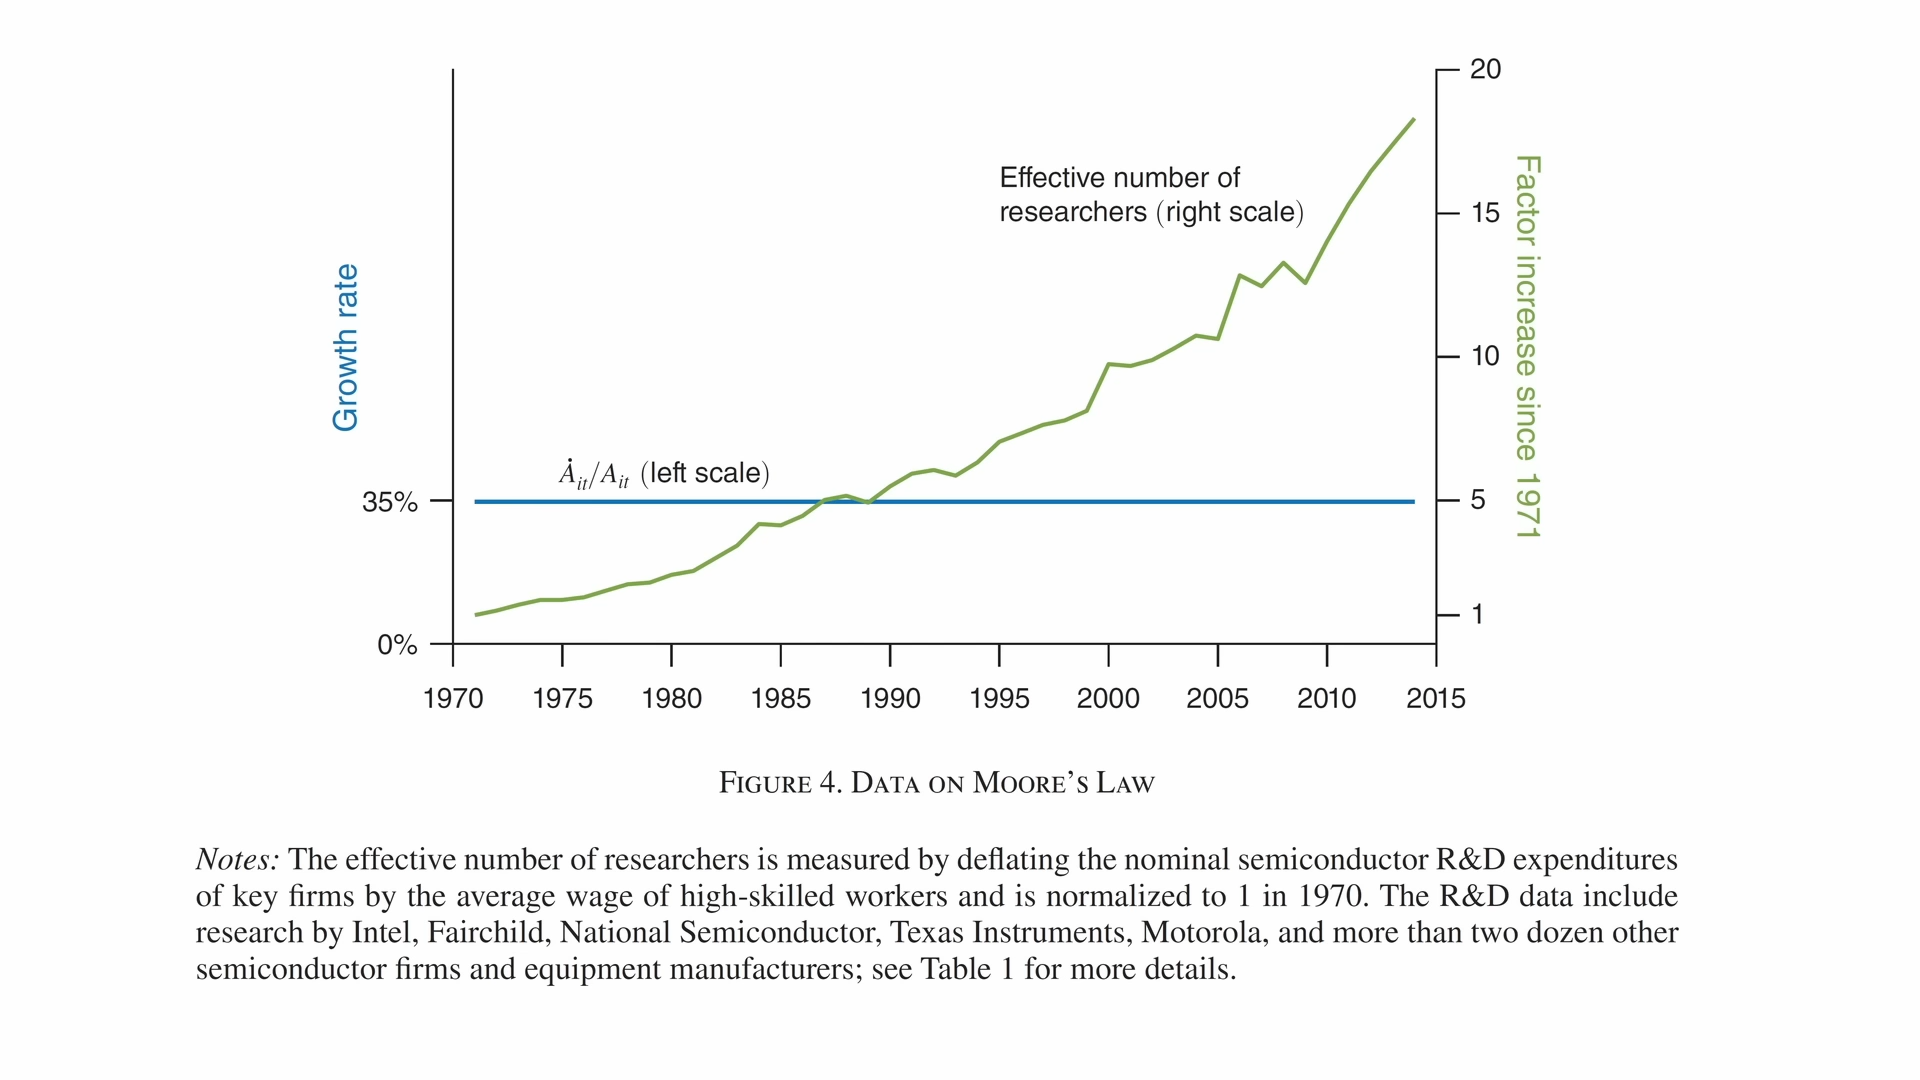 20
Effective number of
researchers (right scale)
15
Growth rate
Factor increase since 1971
10
Ȧit/Ait (left scale)
35%
5
1
0%
1970 1975 1980 1985 1990 1995 2000 2005 2010 2015
Figure 4. Data on Moore’s Law
Notes: The effective number of researchers is measured by deflating the nominal semiconductor R&D expenditures
of key firms by the average wage of high-skilled workers and is normalized to 1 in 1970. The R&D data include
research by Intel, Fairchild, National Semiconductor, Texas Instruments, Motorola, and more than two dozen other
semiconductor firms and equipment manufacturers; see Table 1 for more details.